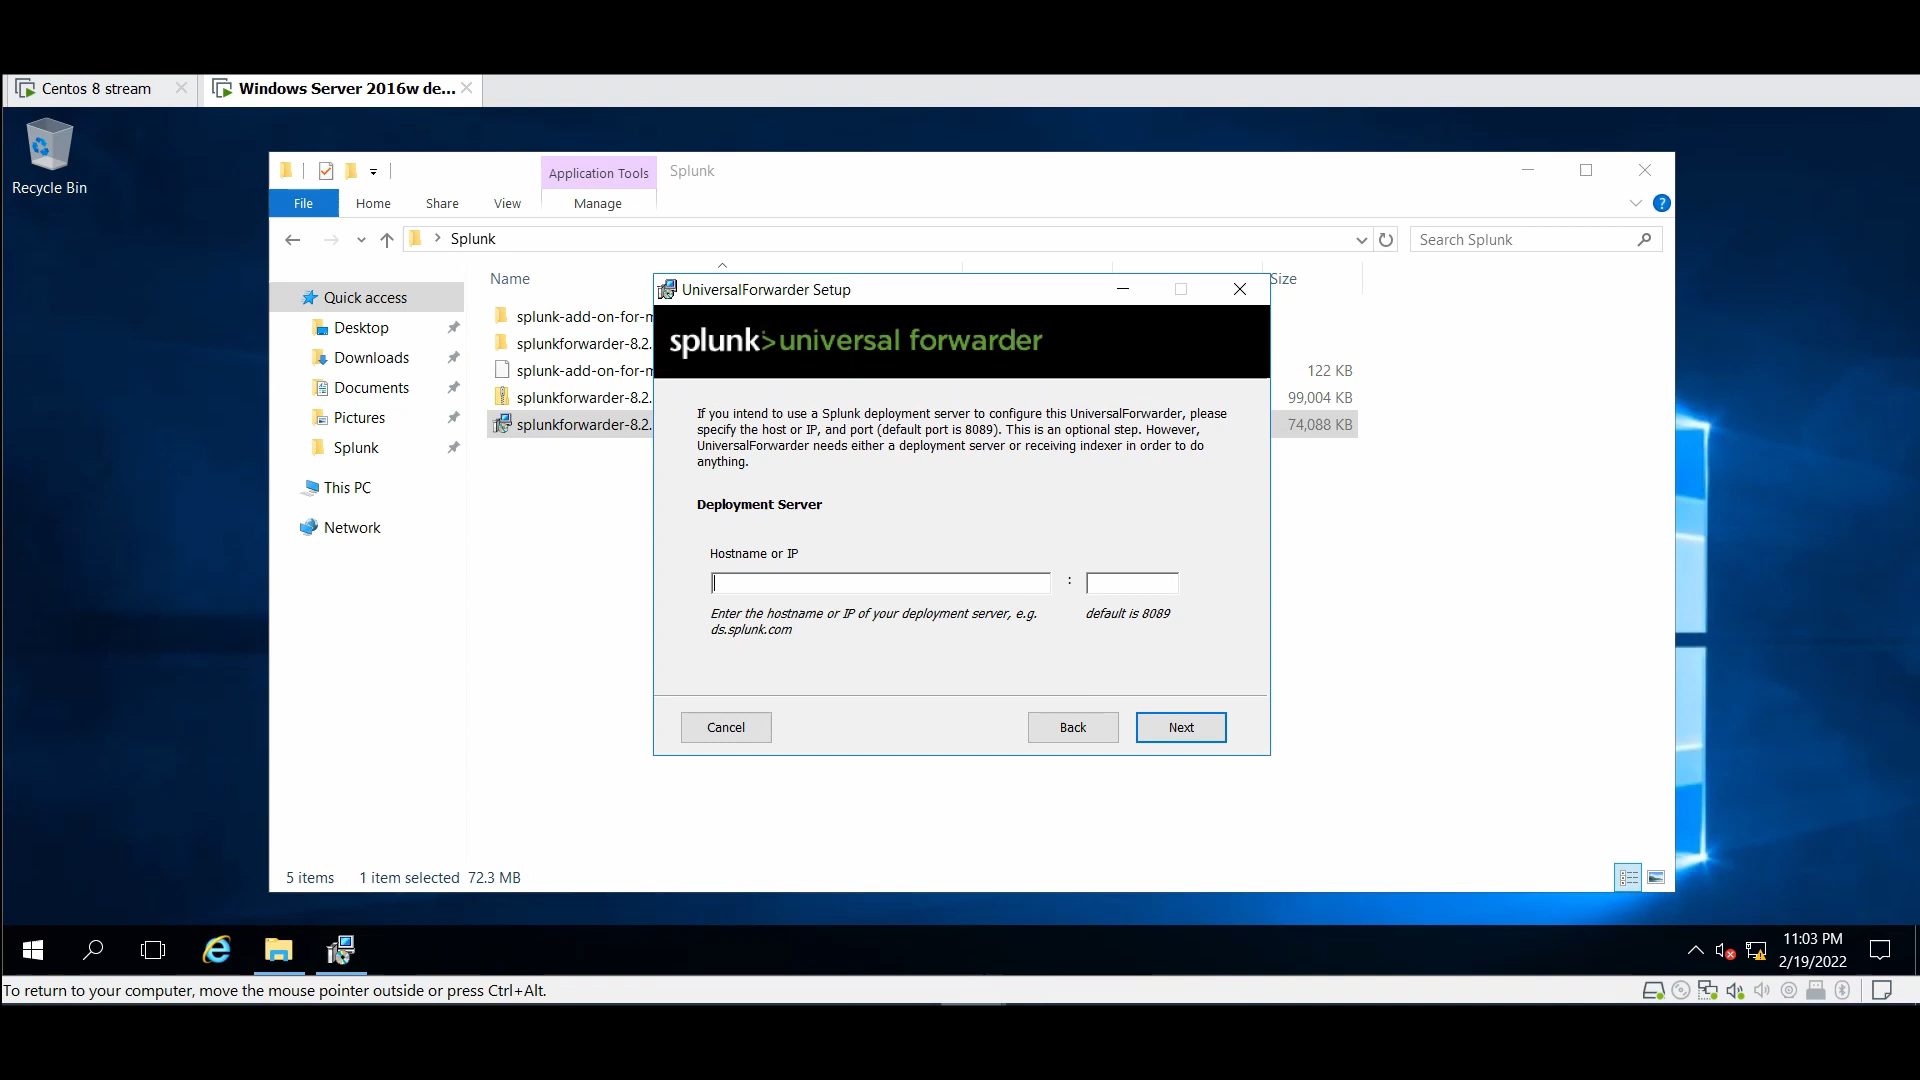 Centos 8 stream
Windows Server 2016w de...
Recycle Bin
Application Tools
Splunk
File
Home
Share
View
Manage
Splunk
Search Splunk
Name
Size
Quick access
Desktop
Downloads
Documents
Pictures
Splunk
This PC
Network
splunk-add-on-for-m
splunkforwarder-8.2.
splunk-add-on-for-m
122 KB
splunkforwarder-8.2.
99,004 KB
splunkforwarder-8.2.
74,088 KB
UniversalForwarder Setup
splunk>universal forwarder
If you intend to use a Splunk deployment server to configure this UniversalForwarder, please
specify the host or IP, and port (default port is 8089). This is an optional step. However,
UniversalForwarder needs either a deployment server or receiving indexer in order to do
anything.
Deployment Server
Hostname or IP
:
Enter the hostname or IP of your deployment server, e.g.
ds.splunk.com
default is 8089
Cancel
Back
Next
5 items
1 item selected 72.3 MB
11:03 PM
2/19/2022
To return to your computer, move the mouse pointer outside or press Ctrl+Alt.